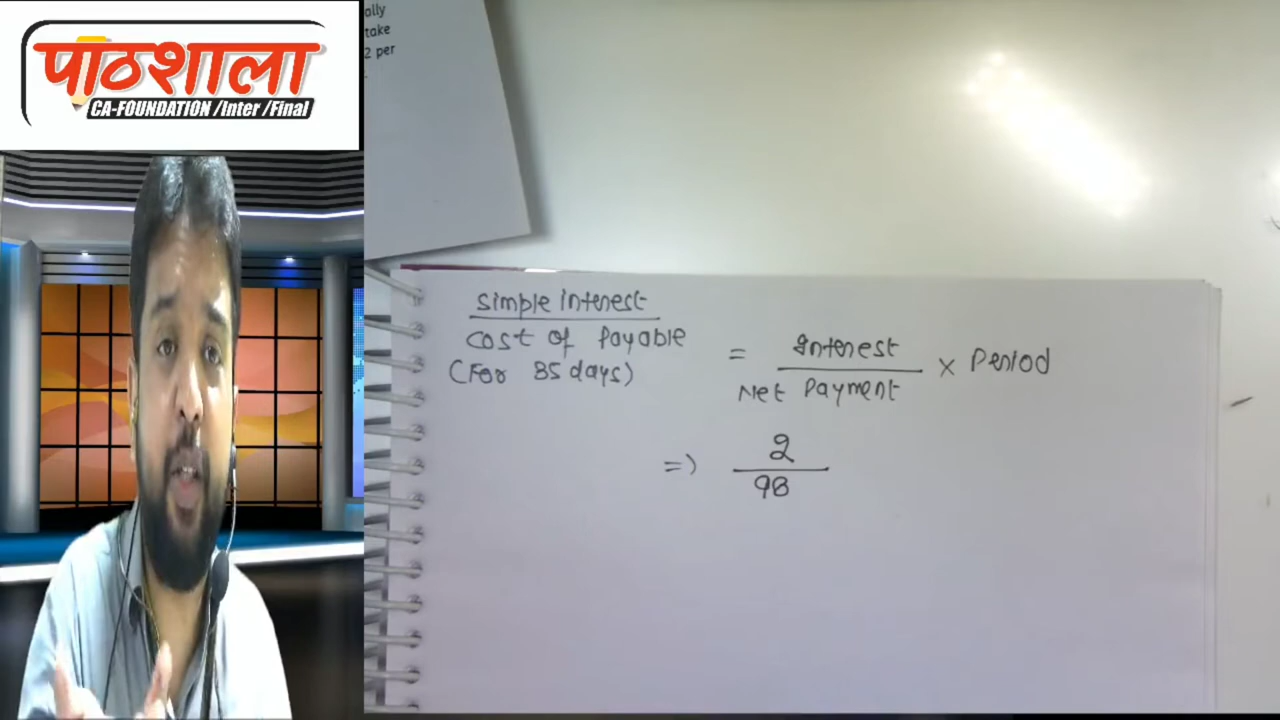 पाठशाला
CA-FOUNDATION /Inter /Final
ally
take
2 per
Simple interest
Cost of Payable
(For 35 days)
= Interest / Net Payment × Period
=) 2 / 98